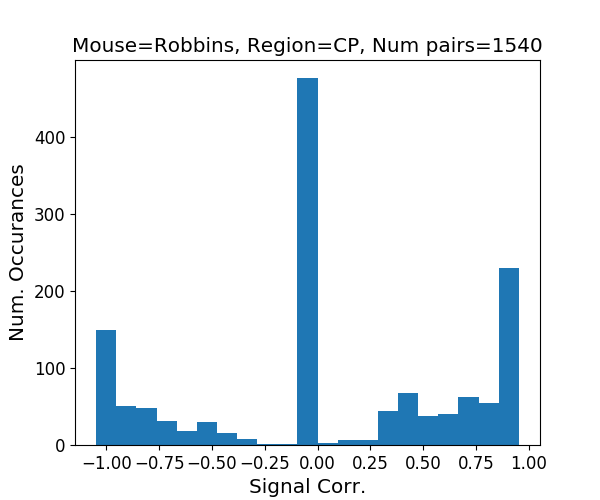 Mouse=Robbins, Region=CP, Num pairs=1540
Num. Occurances
400
300
200
100
0
−1.00 −0.75 −0.50 −0.25 0.00 0.25 0.50 0.75 1.00
Signal Corr.